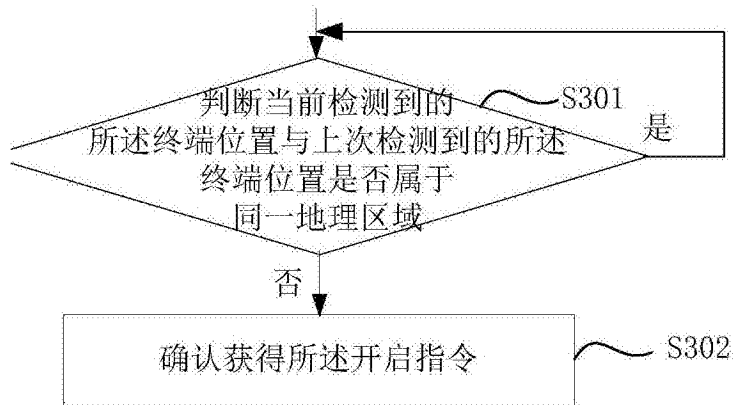 判断当前检测到的
S301
所述终端位置与上次检测到的所述
是
终端位置是否属于
同一地理区域
否
确认获得所述开启指令
S302